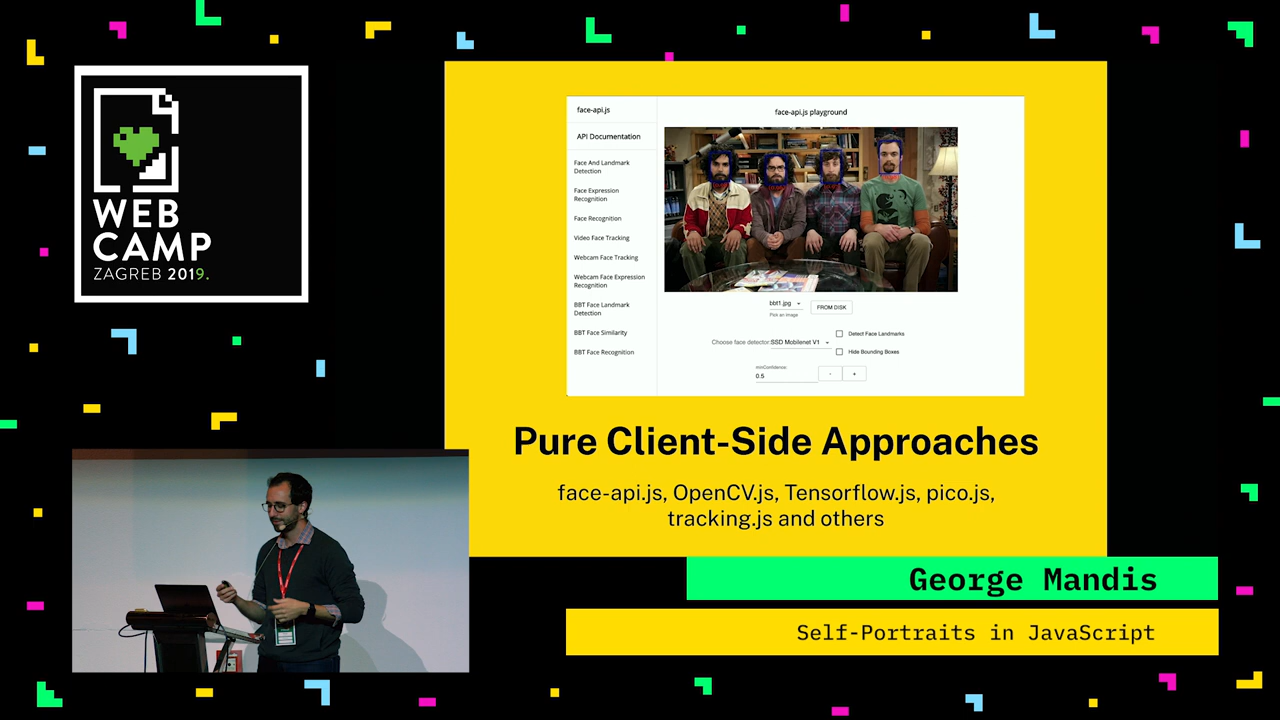 WEB
CAMP
ZAGREB 2019.
face-api.js
API Documentation
Face And Landmark
Detection
Face Expression
Recognition
Face Recognition
Video Face Tracking
Webcam Face Tracking
Webcam Face Expression
Recognition
BBT Face Landmark
Detection
BBT Face Similarity
BBT Face Recognition
face-api.js playground
bbt1.jpg
FROM DISK
Pick an image
Choose face detector:
SSD Mobilenet V1
Detect Face Landmarks
Hide Bounding Boxes
minConfidence:
0.5
-
+
Pure Client-Side Approaches
face-api.js, OpenCV.js, Tensorflow.js, pico.js,
tracking.js and others
George Mandis
Self-Portraits in JavaScript